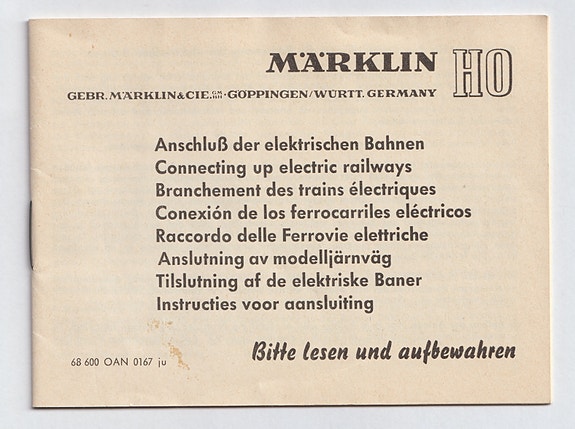 MÄRKLIN HO
GEBR. MÄRKLIN & CIE. G.M.B.H. · GÖPPINGEN/WÜRTT. GERMANY
Anschluß der elektrischen Bahnen
Connecting up electric railways
Branchement des trains électriques
Conexión de los ferrocarriles eléctricos
Raccordo delle Ferrovie elettriche
Anslutning av modelljärnväg
Tilslutning af de elektriske Baner
Instructies voor aansluiting
Bitte lesen und aufbewahren
68 600 OAN 0167 ju